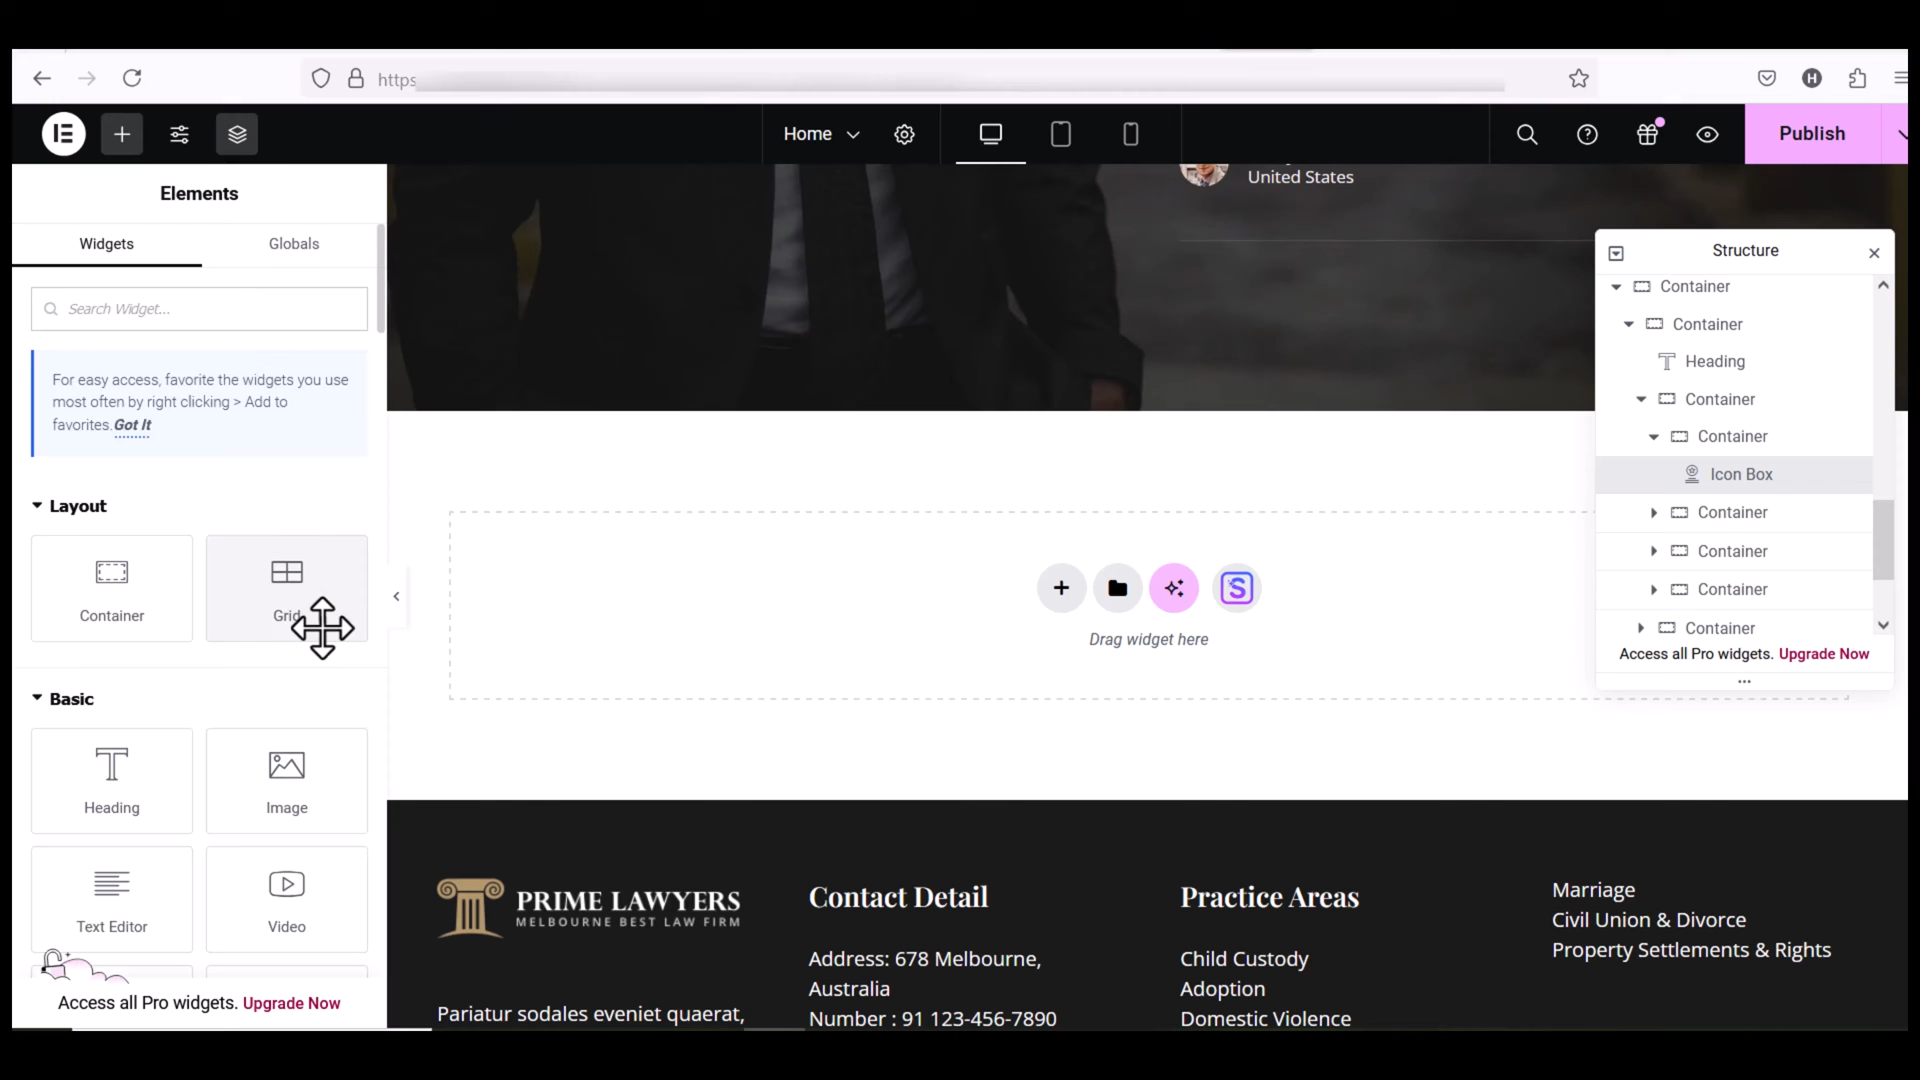 https
Home
Publish
Elements
Widgets
Globals
Search Widget...
For easy access, favorite the widgets you use
most often by right clicking > Add to
favorites. Got It
Layout
Container
Grid
Basic
Heading
Image
Text Editor
Video
Access all Pro widgets. Upgrade Now
United States
Drag widget here
Structure
Container
Container
Heading
Container
Container
Icon Box
Container
Container
Container
Container
Access all Pro widgets. Upgrade Now
PRIME LAWYERS
MELBOURNE BEST LAW FIRM
Pariatur sodales eveniet quaerat,
Contact Detail
Address: 678 Melbourne,
Australia
Number : 91 123-456-7890
Practice Areas
Child Custody
Adoption
Domestic Violence
Marriage
Civil Union & Divorce
Property Settlements & Rights